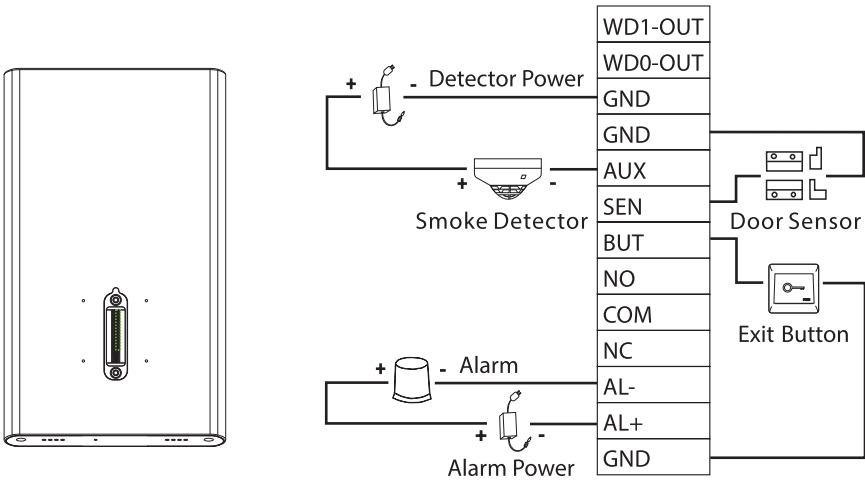 WD1-OUT
WD0-OUT
+ - Detector Power
GND
GND
AUX
+ -
SEN
Smoke Detector
Door Sensor
BUT
NO
COM
Exit Button
NC
+ - Alarm
AL-
AL+
+ -
GND
Alarm Power